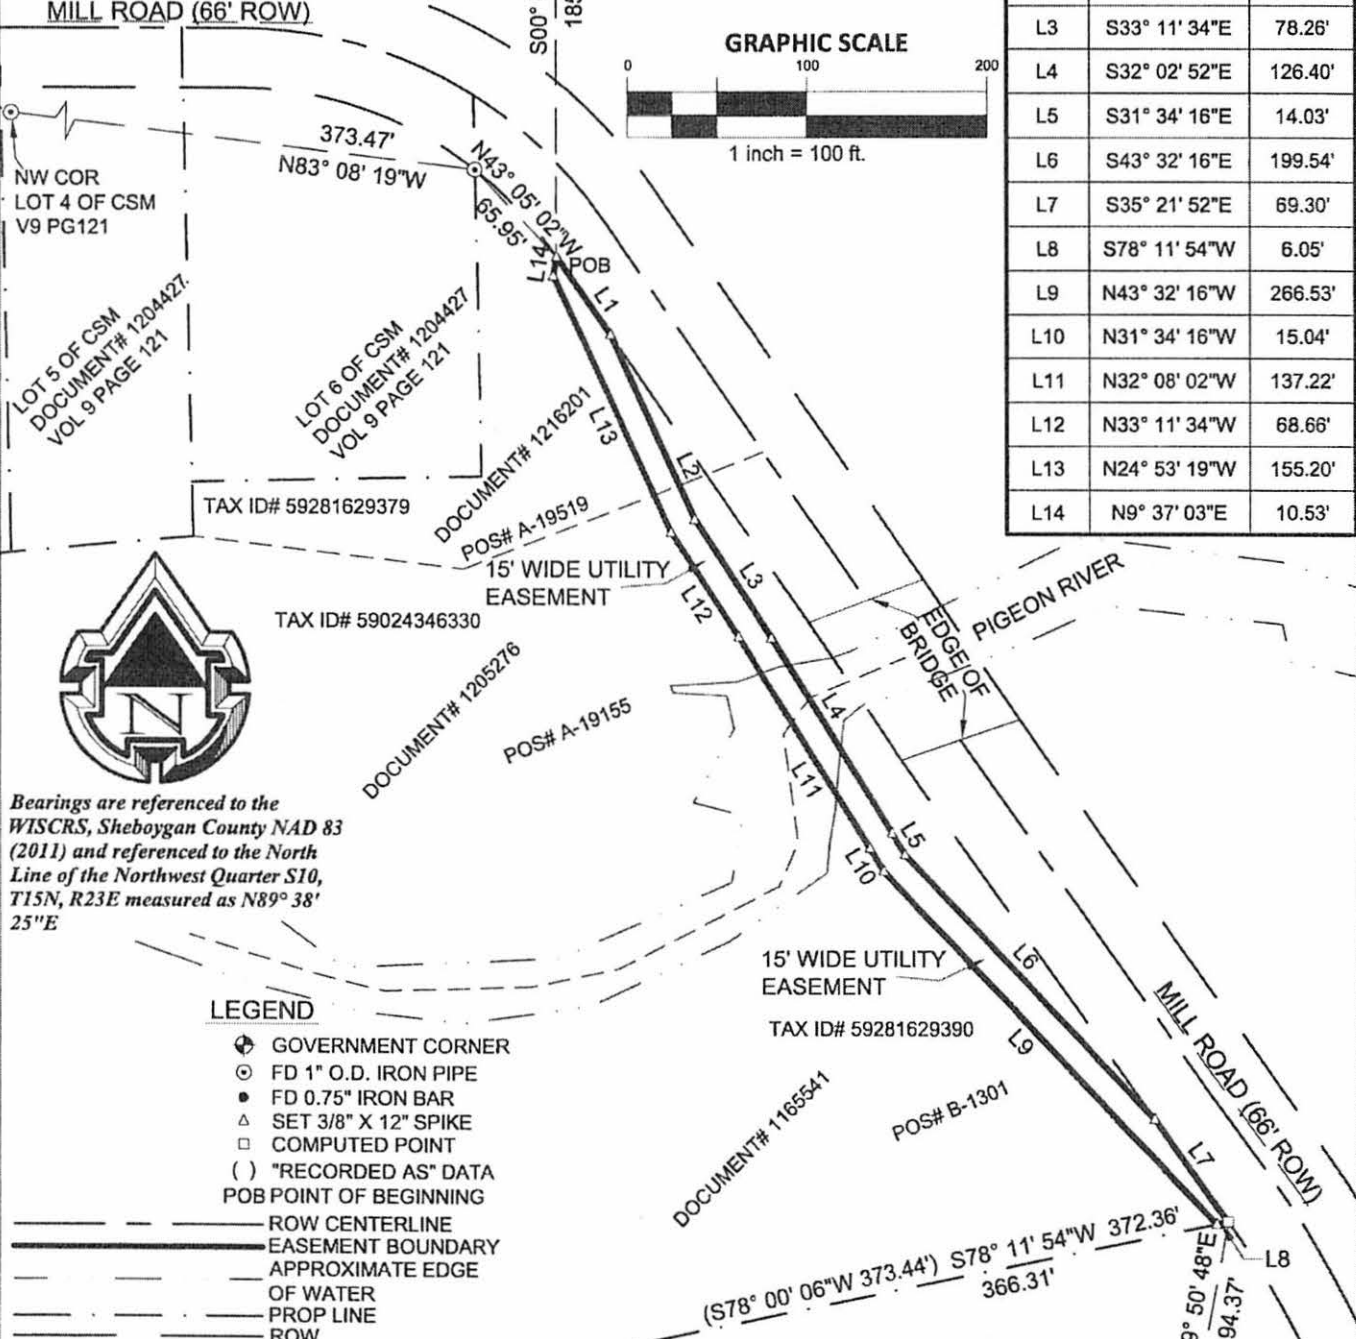 MILL ROAD (66' ROW)
S00°
185
GRAPHIC SCALE
0 100 200
1 inch = 100 ft.
L3 S33° 11' 34"E 78.26'
L4 S32° 02' 52"E 126.40'
L5 S31° 34' 16"E 14.03'
L6 S43° 32' 16"E 199.54'
L7 S35° 21' 52"E 69.30'
L8 S78° 11' 54"W 6.05'
L9 N43° 32' 16"W 266.53'
L10 N31° 34' 16"W 15.04'
L11 N32° 08' 02"W 137.22'
L12 N33° 11' 34"W 68.66'
L13 N24° 53' 19"W 155.20'
L14 N9° 37' 03"E 10.53'
373.47'
N83° 08' 19"W
NW COR
LOT 4 OF CSM
V9 PG121
N43° 05' 02"W
65.95'
L14
POB
L1
LOT 5 OF CSM
DOCUMENT# 1204427.
VOL 9 PAGE 121
LOT 6 OF CSM
DOCUMENT# 1204427
VOL 9 PAGE 121
L13
DOCUMENT# 1216201
L2
TAX ID# 59281629379
POS# A-19519
15' WIDE UTILITY
EASEMENT
L3
L12
TAX ID# 59024346330
PIGEON RIVER
EDGE OF
BRIDGE
DOCUMENT# 1205276
POS# A-19155
L4
L11
N
Bearings are referenced to the
WISCRS, Sheboygan County NAD 83
(2011) and referenced to the North
Line of the Northwest Quarter S10,
T15N, R23E measured as N89° 38'
25"E
L5
L10
15' WIDE UTILITY
EASEMENT
L6
TAX ID# 59281629390
L9
MILL ROAD (66' ROW)
DOCUMENT# 1165541
POS# B-1301
L7
LEGEND
GOVERNMENT CORNER
FD 1" O.D. IRON PIPE
FD 0.75" IRON BAR
SET 3/8" X 12" SPIKE
COMPUTED POINT
( ) "RECORDED AS" DATA
POB POINT OF BEGINNING
ROW CENTERLINE
EASEMENT BOUNDARY
APPROXIMATE EDGE
OF WATER
PROP LINE
ROW
(S78° 00' 06"W 373.44') S78° 11' 54"W 372.36'
366.31'
L8
9° 50' 48"E
94.37'